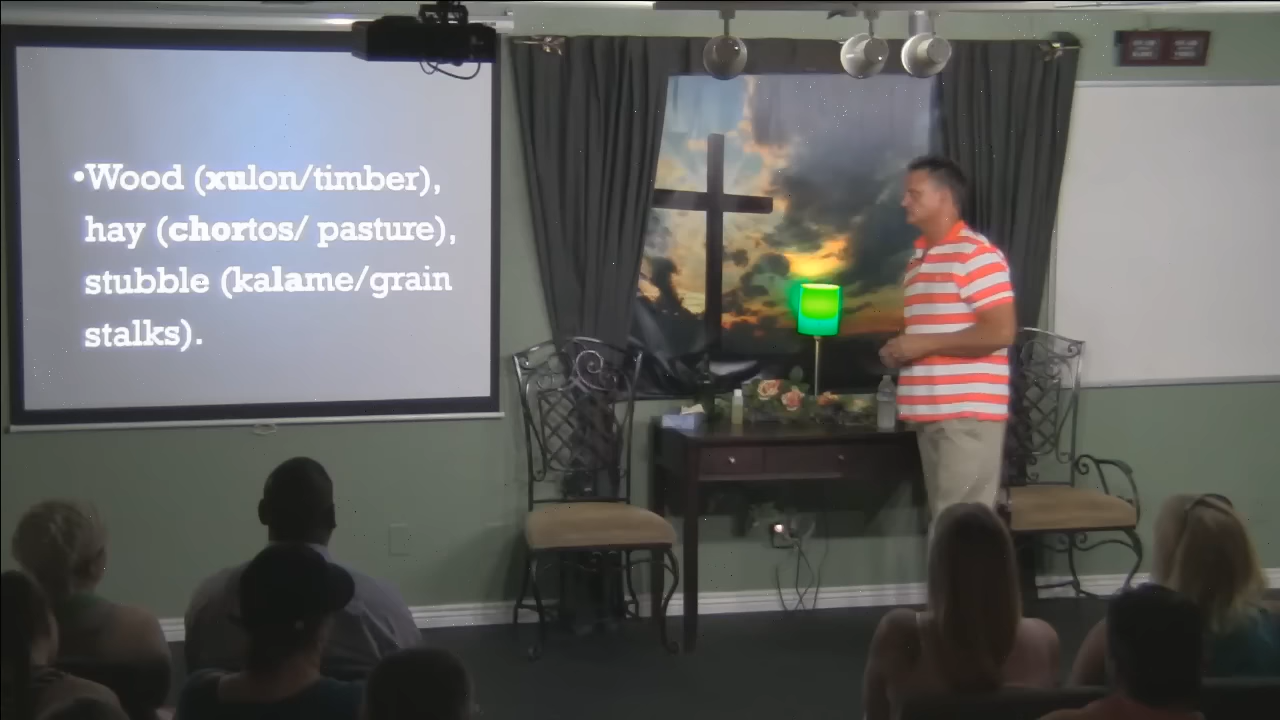 •Wood (xulon/timber),
hay (chortos/ pasture),
stubble (kalame/grain
stalks).